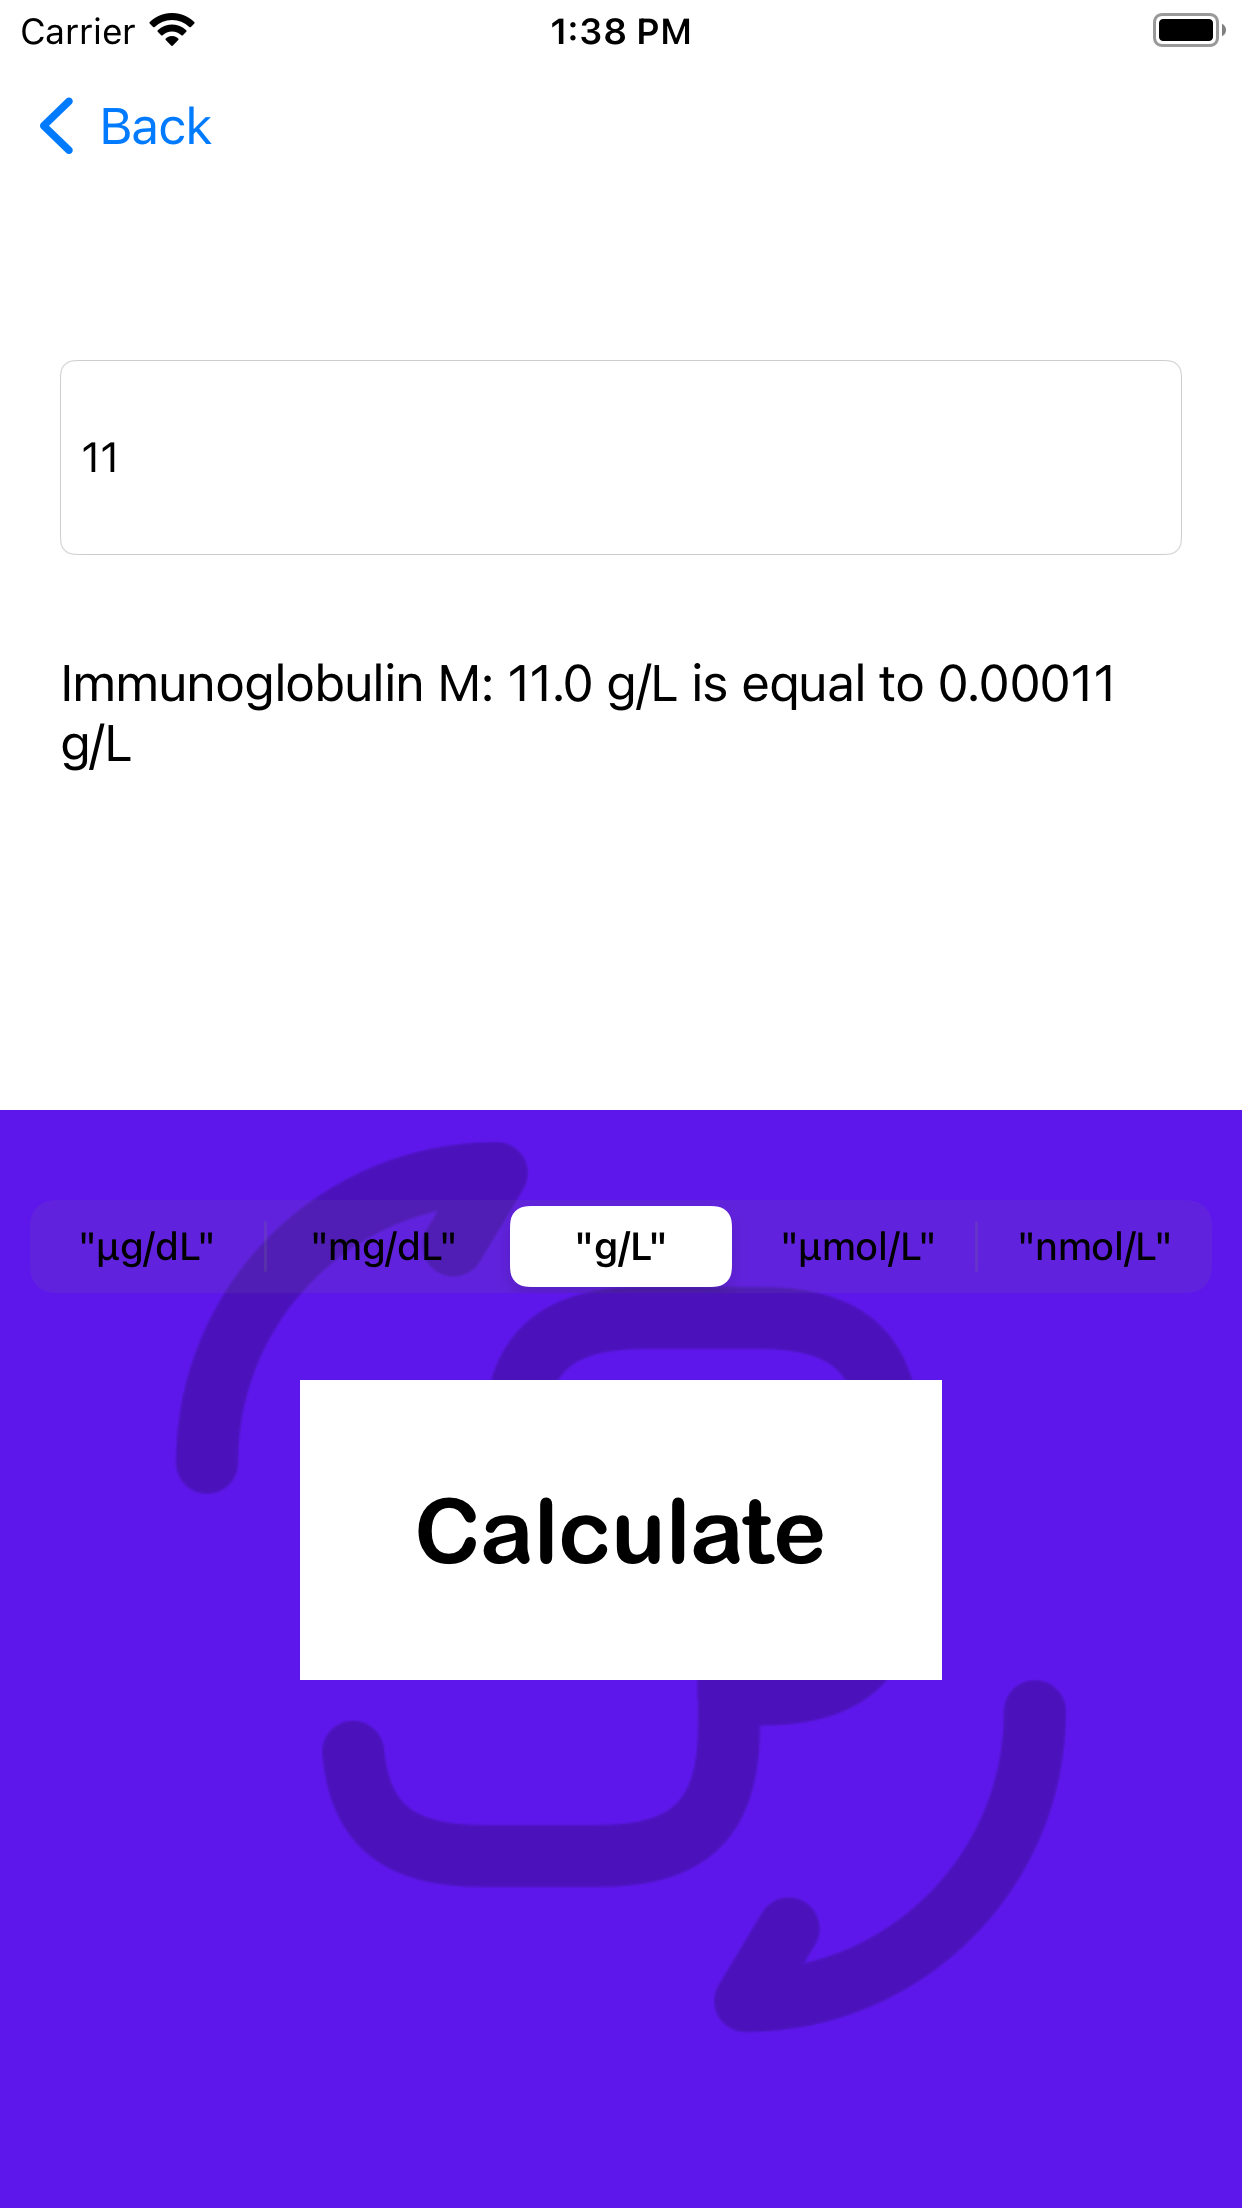 Carrier 1:38 PM
Back
11
Immunoglobulin M: 11.0 g/L is equal to 0.00011
g/L
"µg/dL" "mg/dL" "g/L" "µmol/L" "nmol/L"
Calculate